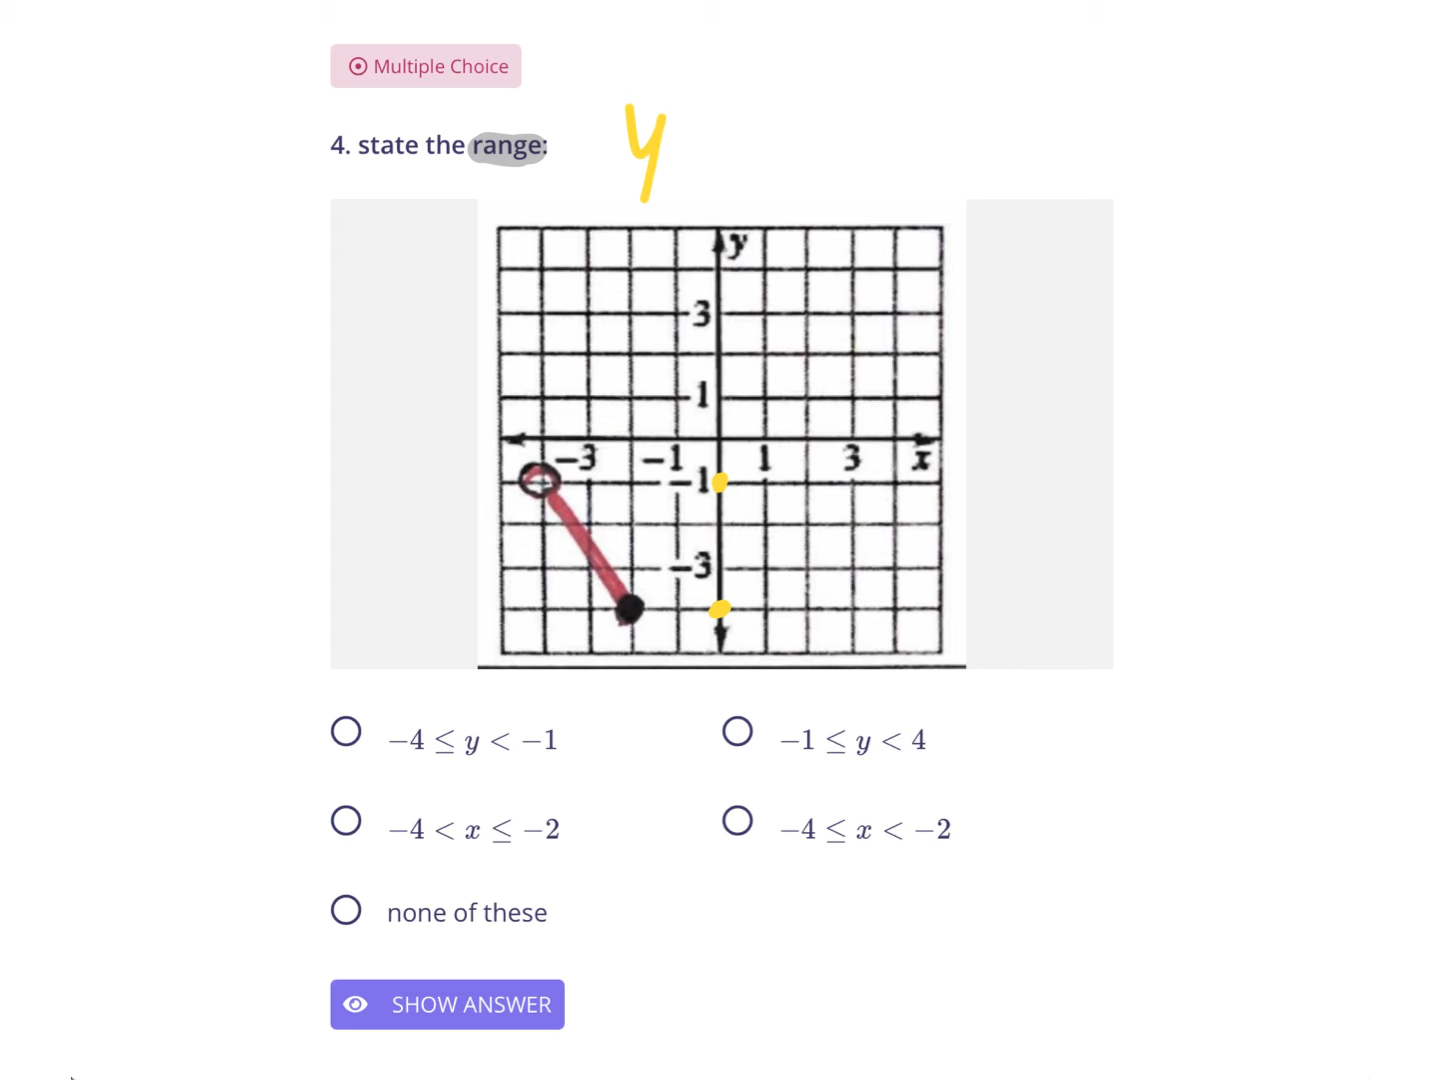 Multiple Choice
4. state the range:
y
y
3
1
−3 −1 1 3 x
−1
−3
−4 ≤ y < −1
−1 ≤ y < 4
−4 < x ≤ −2
−4 ≤ x < −2
none of these
SHOW ANSWER